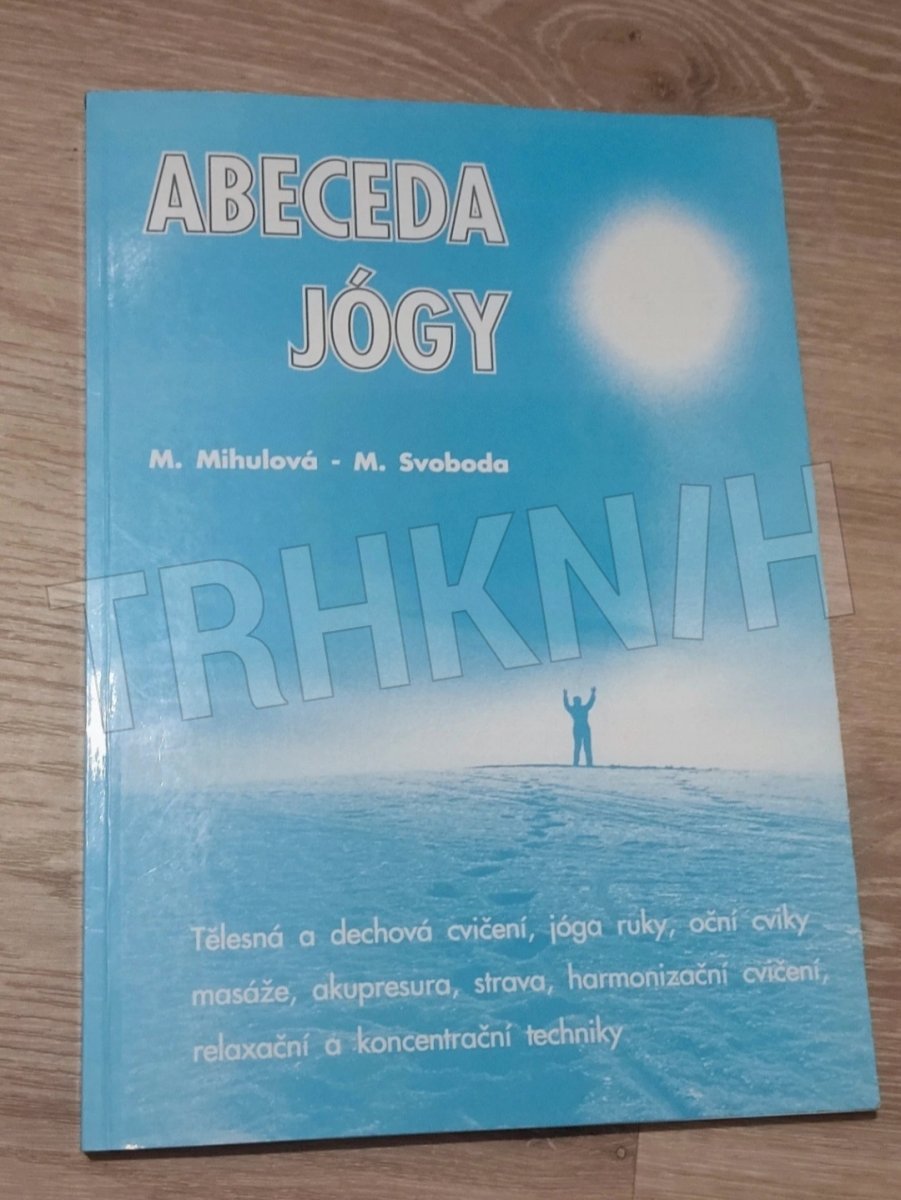 ABECEDA
JÓGY
M. Mihulová - M. Svoboda
TRHKNIH
Tělesná a dechová cvičení, jóga ruky, oční cviky
masáže, akupresura, strava, harmonizační cvičení,
relaxační a koncentrační techniky